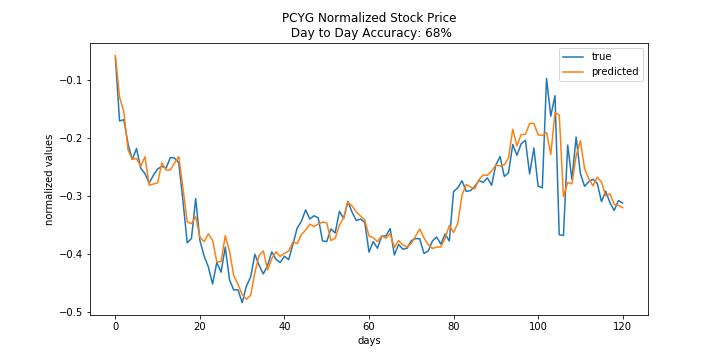 PCYG Normalized Stock Price
Day to Day Accuracy: 68%
true
predicted
normalized values
−0.1
−0.2
−0.3
−0.4
−0.5
0
20
40
60
80
100
120
days